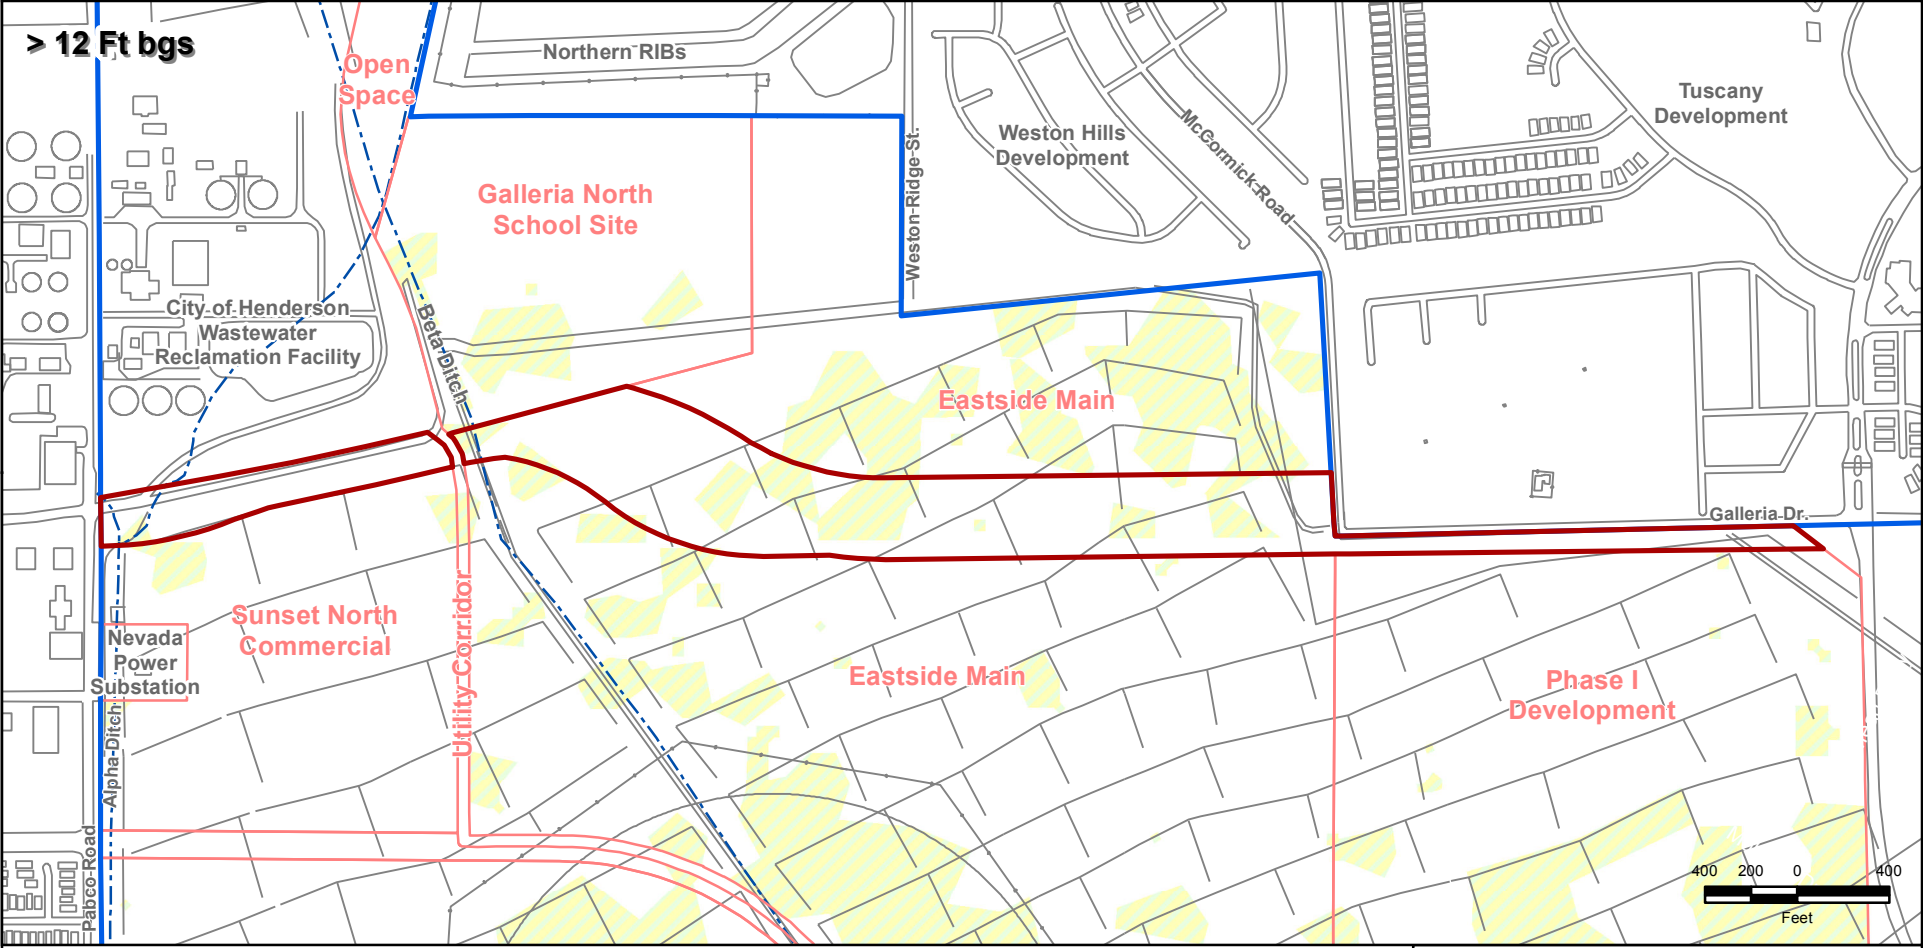 > 12 Ft bgs
Open
Space
Northern RIBs
Tuscany
Development
Weston Hills
Development
McCormick Road
Weston Ridge St.
Galleria North
School Site
City of Henderson
Wastewater
Reclamation Facility
Beta Ditch
Eastside Main
Galleria Dr.
Sunset North
Commercial
Nevada
Power
Substation
Utility Corridor
Eastside Main
Phase I
Development
Alpha Ditch
Pabco Road
400 200 0 400
Feet